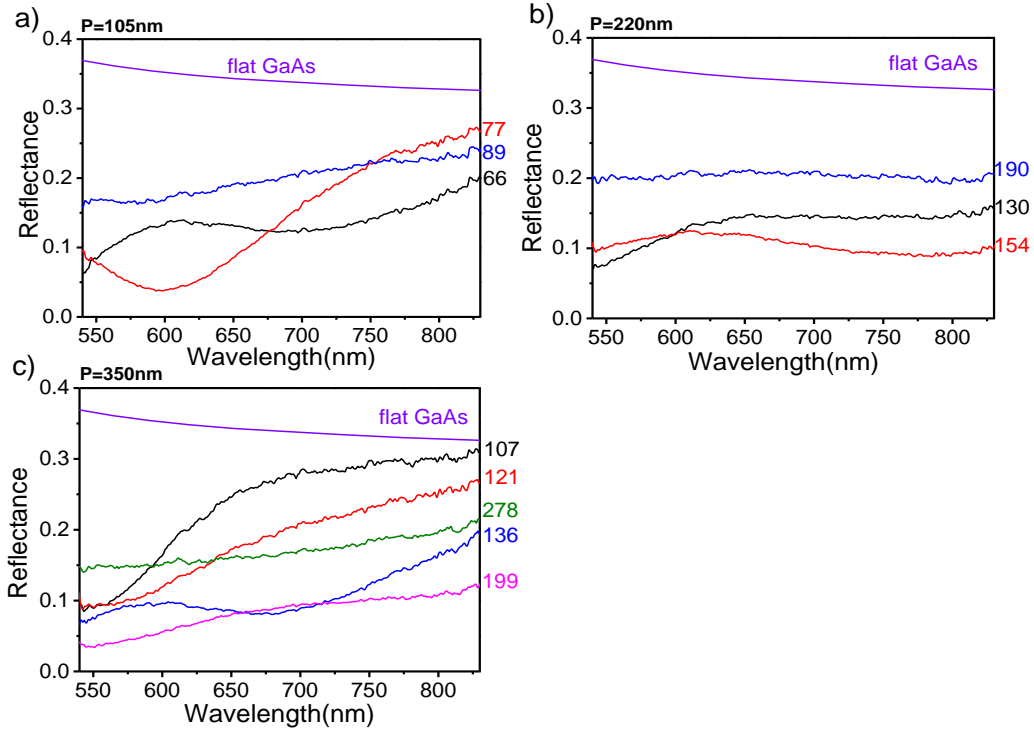 a)
P=105nm
0.4
0.3
0.2
0.1
0.0
Reflectance
flat GaAs
77
89
66
550 600 650 700 750 800
Wavelength(nm)
b)
P=220nm
0.4
0.3
0.2
0.1
0.0
Reflectance
flat GaAs
190
130
154
550 600 650 700 750 800
Wavelength(nm)
c)
P=350nm
0.4
0.3
0.2
0.1
0.0
Reflectance
flat GaAs
107
121
278
136
199
550 600 650 700 750 800
Wavelength(nm)